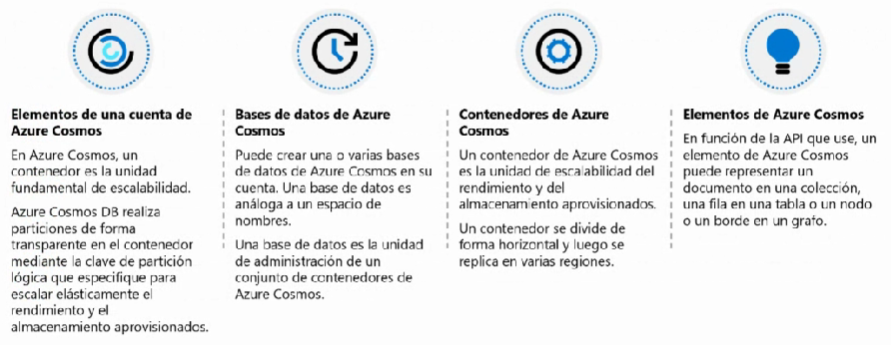 Elementos de una cuenta de
Azure Cosmos
En Azure Cosmos, un
contenedor es la unidad
fundamental de escalabilidad.
Azure Cosmos DB realiza
particiones de forma
transparente en el contenedor
mediante la clave de partición
lógica que especifique para
escalar elásticamente el
rendimiento y el
almacenamiento aprovisionados.
Bases de datos de Azure
Cosmos
Puede crear una o varias bases
de datos de Azure Cosmos en su
cuenta. Una base de datos es
análoga a un espacio de
nombres.
Una base de datos es la unidad
de administración de un
conjunto de contenedores de
Azure Cosmos.
Contenedores de Azure
Cosmos
Un contenedor de Azure Cosmos
es la unidad de escalabilidad del
rendimiento y del
almacenamiento aprovisionados.
Un contenedor se divide de
forma horizontal y luego se
replica en varias regiones.
Elementos de Azure Cosmos
En función de la API que use, un
elemento de Azure Cosmos
puede representar un
documento en una colección,
una fila en una tabla o un nodo
o un borde en un grafo.